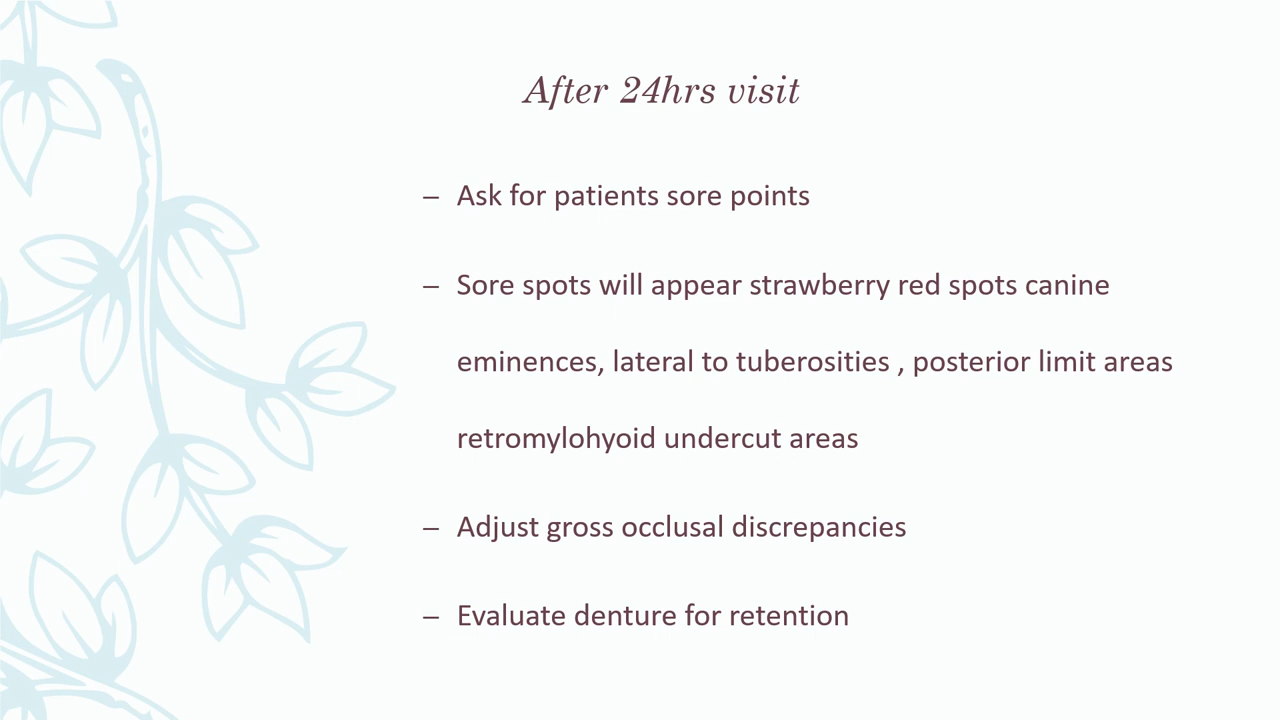 After 24hrs visit
– Ask for patients sore points
– Sore spots will appear strawberry red spots canine
eminences, lateral to tuberosities , posterior limit areas
retromylohyoid undercut areas
– Adjust gross occlusal discrepancies
– Evaluate denture for retention